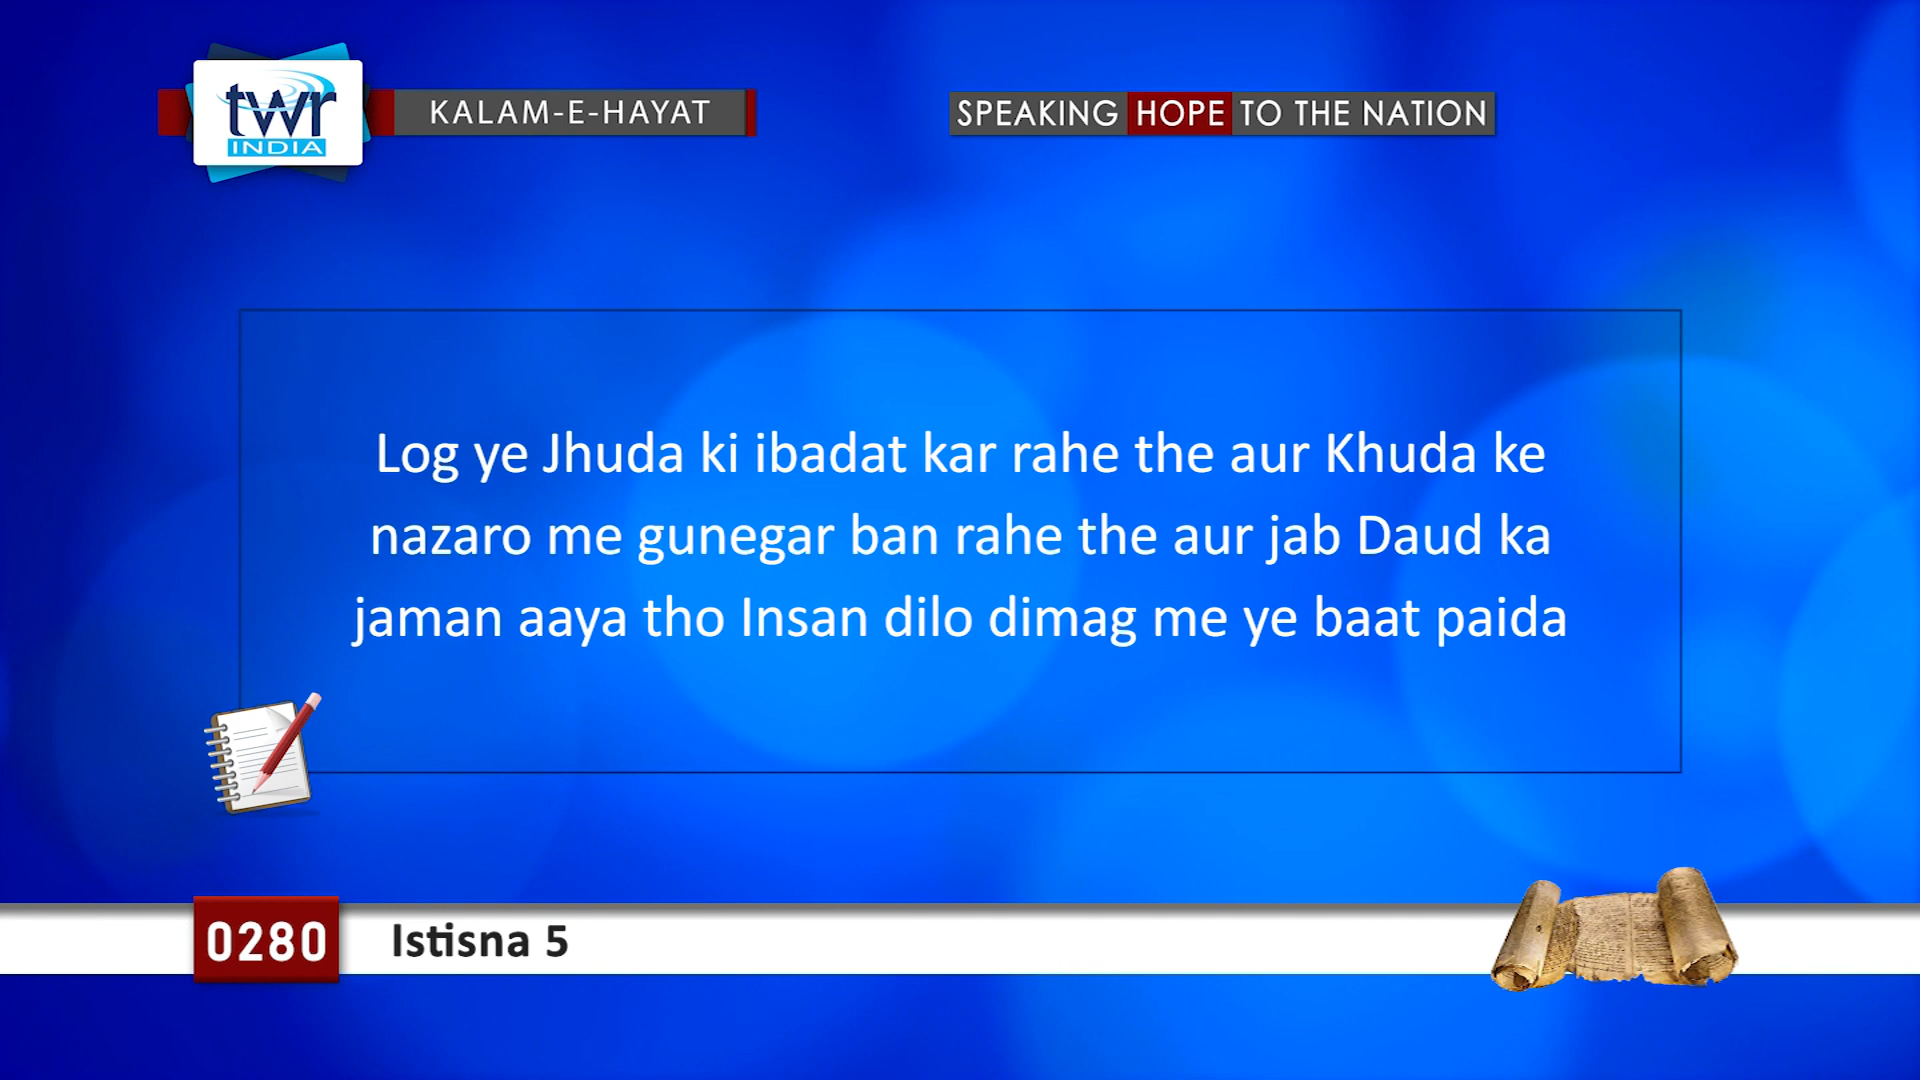 twr
INDIA
KALAM-E-HAYAT
SPEAKING HOPE TO THE NATION
Log ye Jhuda ki ibadat kar rahe the aur Khuda ke
nazaro me gunegar ban rahe the aur jab Daud ka
jaman aaya tho Insan dilo dimag me ye baat paida
0280
Istisna 5